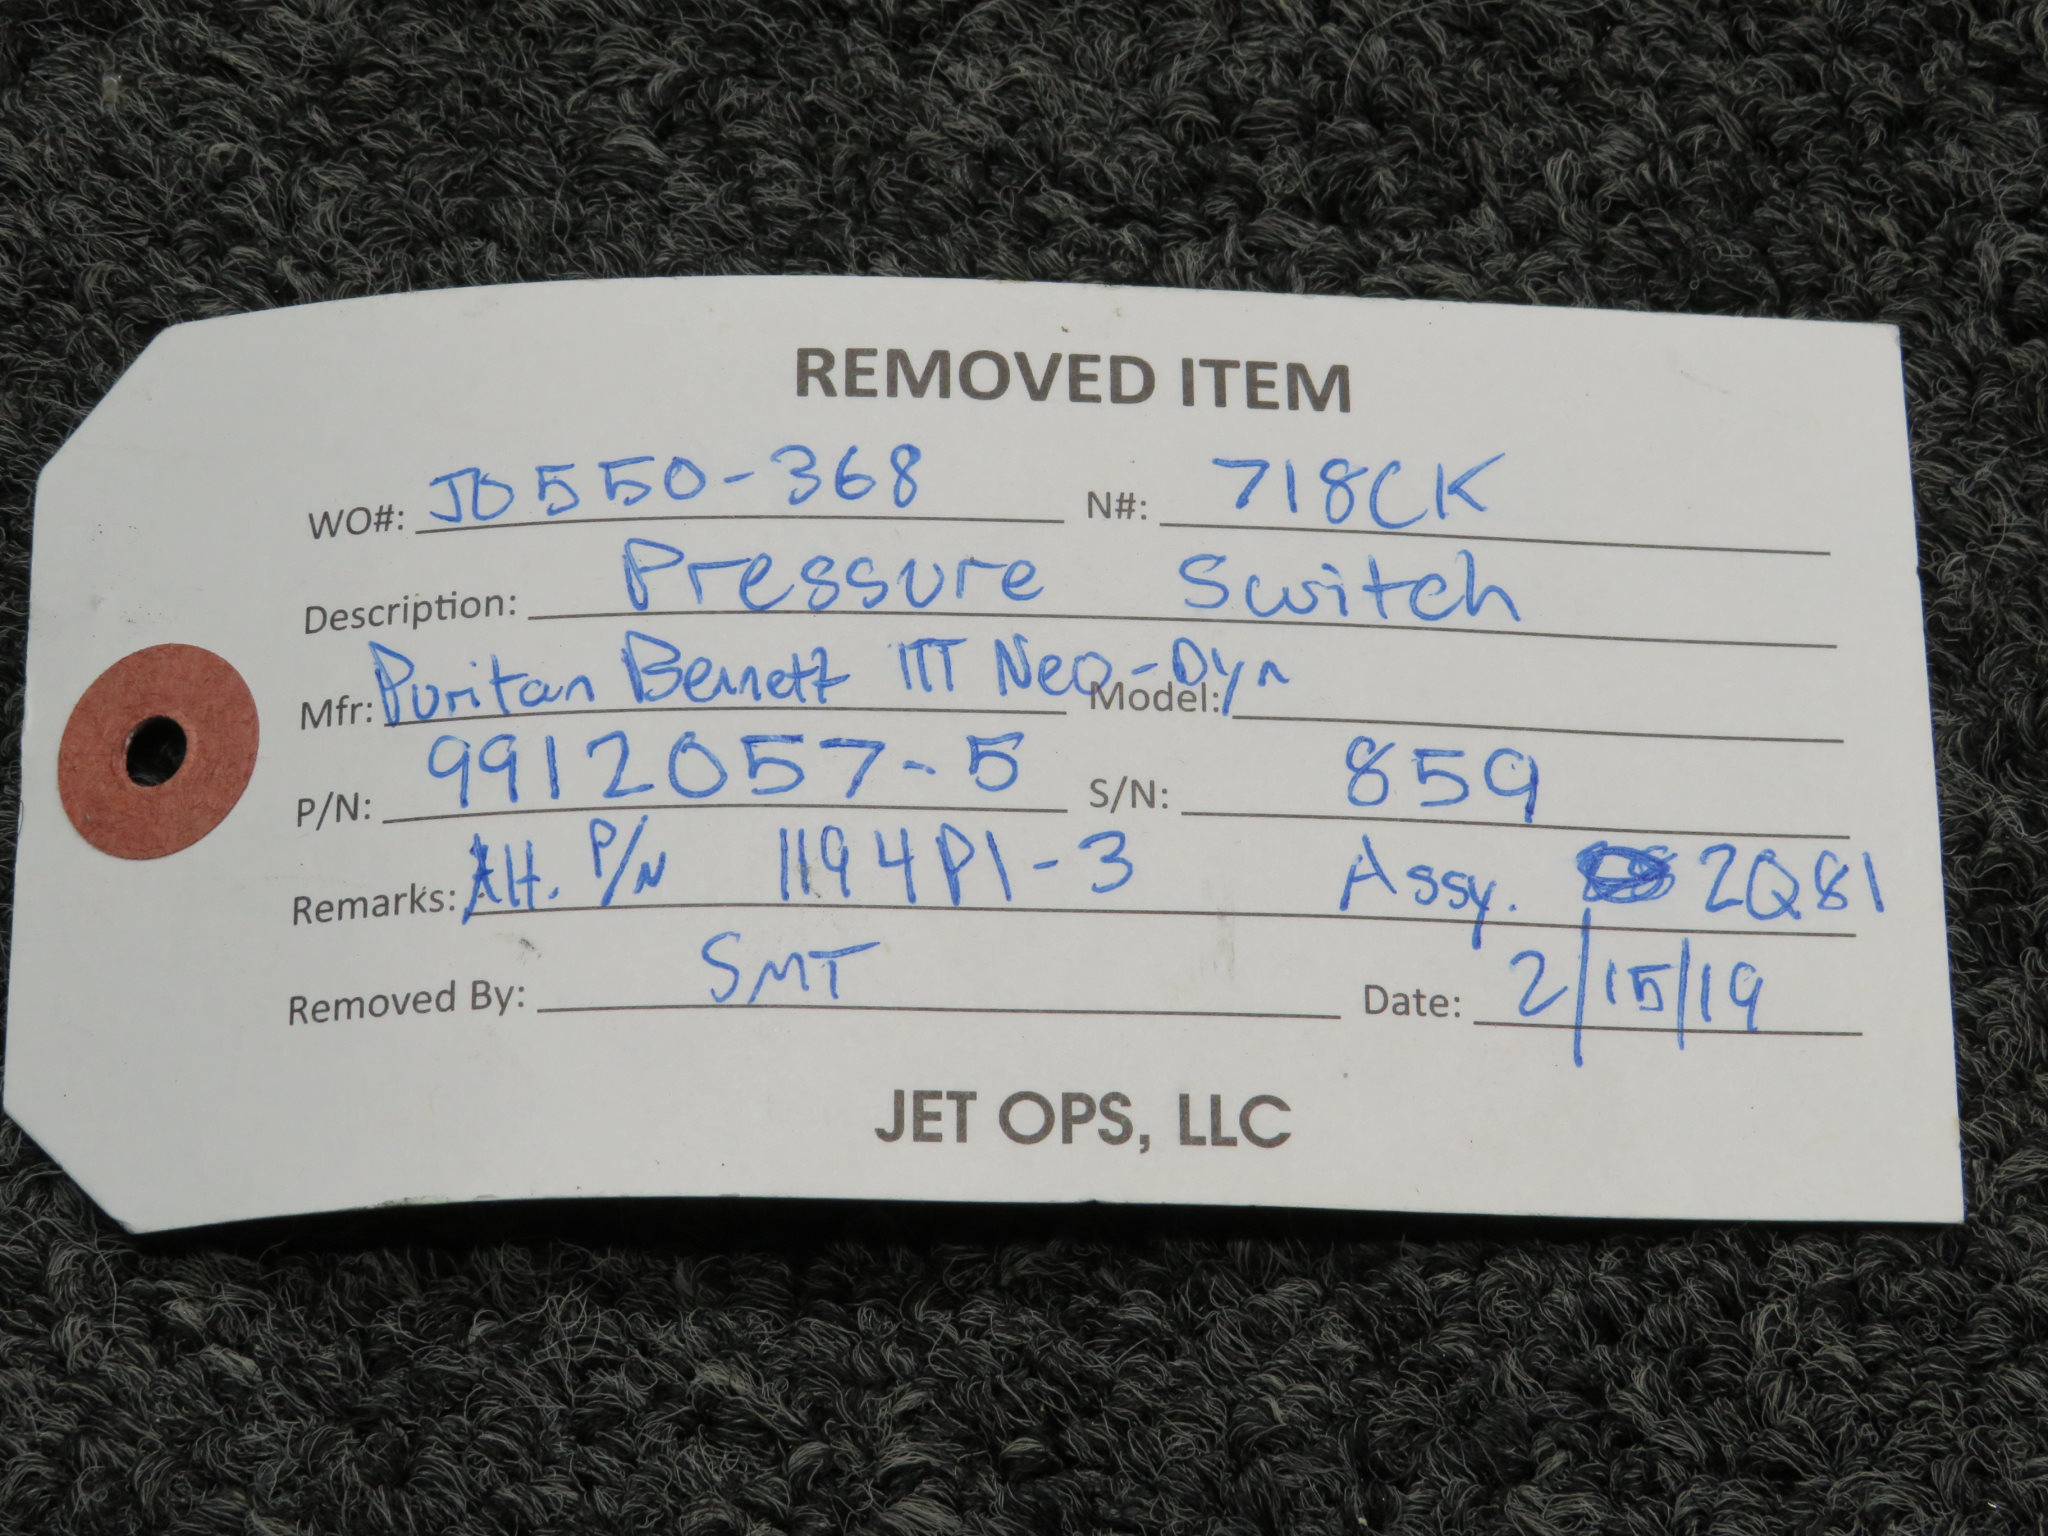 REMOVED ITEM
WO#: JO550-368 N#: 718CK
Description: Pressure Switch
Mfr: Puritan Bennett ITT Neo-Dyn Model:
P/N: 9912057-5 S/N: 859
Remarks: Alt. P/N 1194P1-3 Assy. 2Q81
Removed By: SMT Date: 2/15/19
JET OPS, LLC